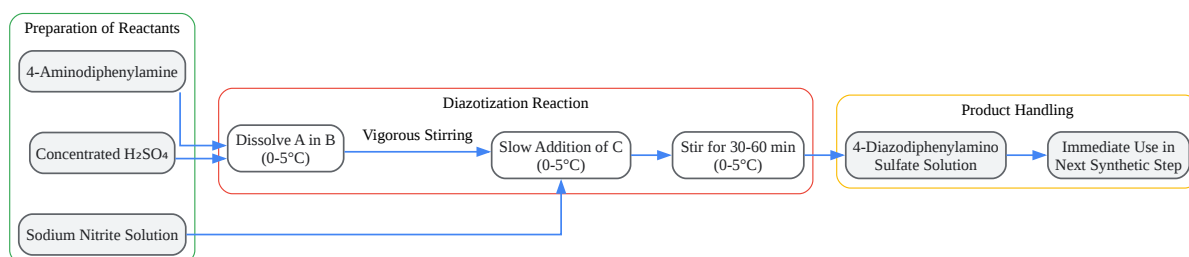 Preparation of Reactants
4-Aminodiphenylamine
Concentrated H₂SO₄
Sodium Nitrite Solution
Diazotization Reaction
Dissolve A in B
(0-5°C)
Vigorous Stirring
Slow Addition of C
(0-5°C)
Stir for 30-60 min
(0-5°C)
Product Handling
4-Diazodiphenylamino
Sulfate Solution
Immediate Use in
Next Synthetic Step